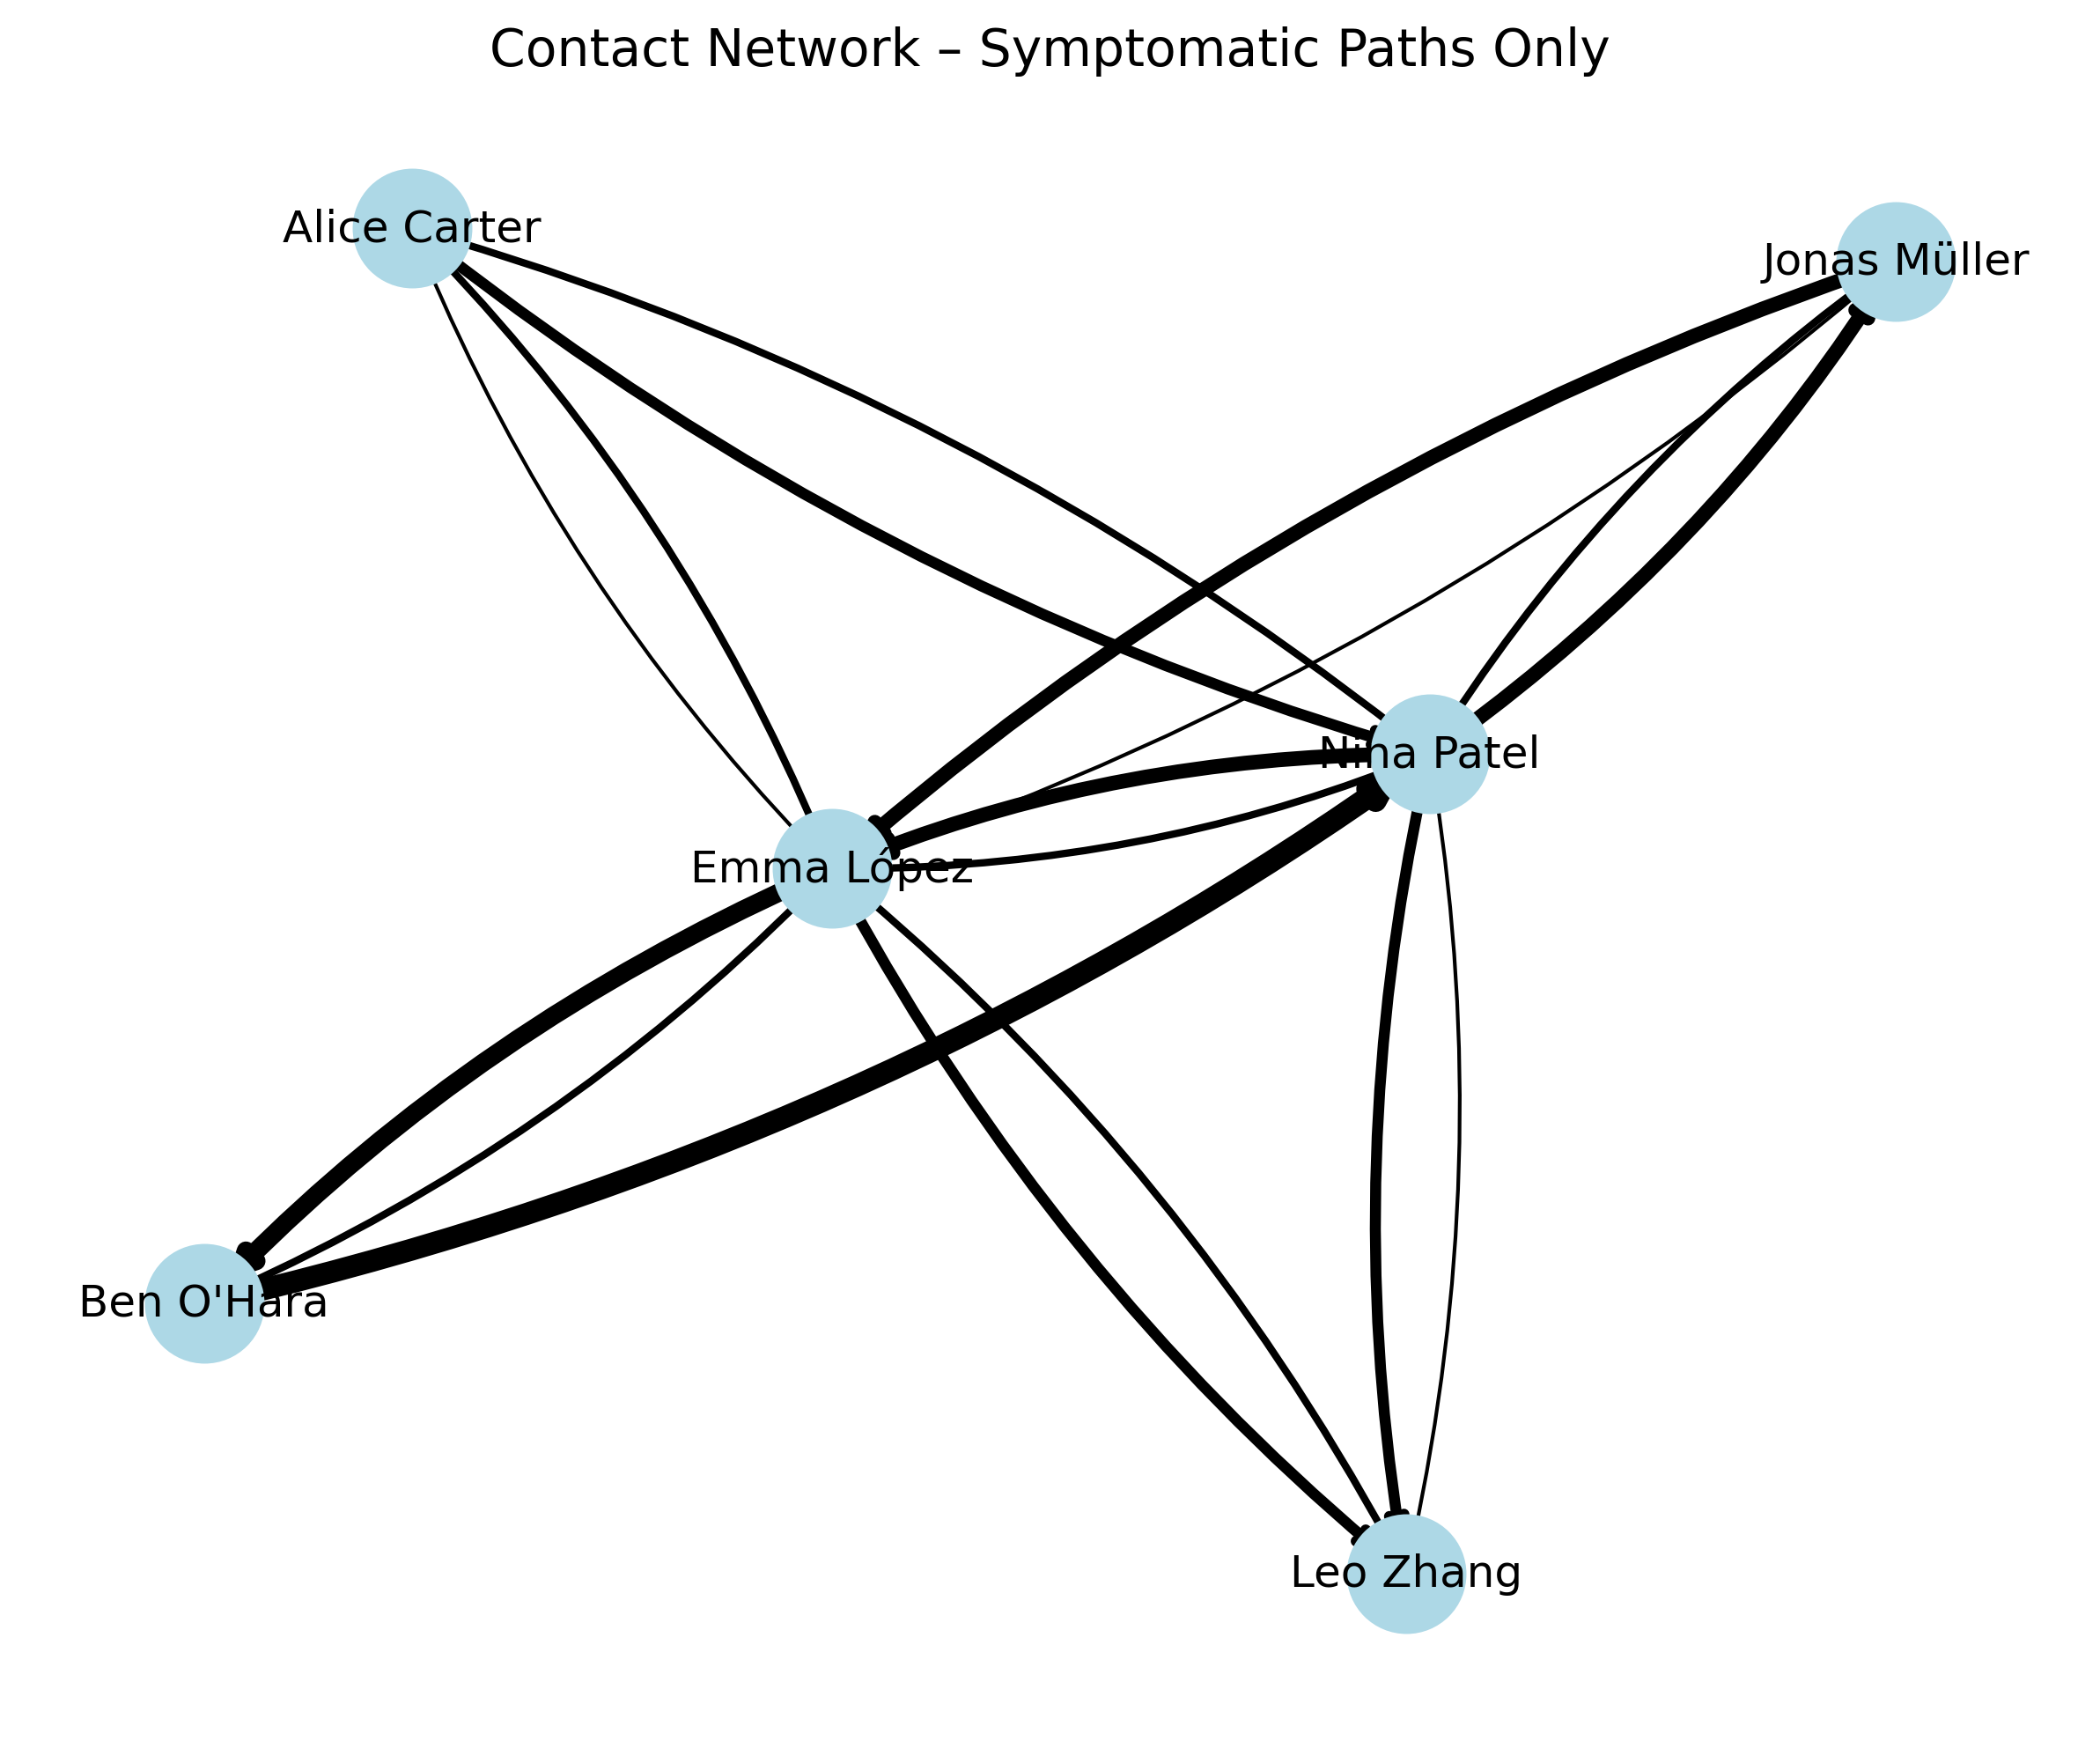 Contact Network – Symptomatic Paths Only
Alice Carter
Jonas Müller
Nina Patel
Emma López
Ben O'Hara
Leo Zhang